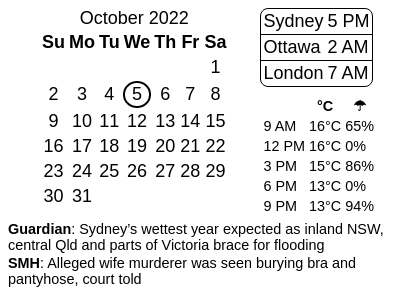 October 2022
Su Mo Tu We Th Fr Sa
1
2 3 4 5 6 7 8
9 10 11 12 13 14 15
16 17 18 19 20 21 22
23 24 25 26 27 28 29
30 31
Sydney 5 PM
Ottawa 2 AM
London 7 AM
°C ☂
9 AM 16°C 65%
12 PM 16°C 0%
3 PM 15°C 86%
6 PM 13°C 0%
9 PM 13°C 94%
Guardian: Sydney’s wettest year expected as inland NSW,
central Qld and parts of Victoria brace for flooding
SMH: Alleged wife murderer was seen burying bra and
pantyhose, court told